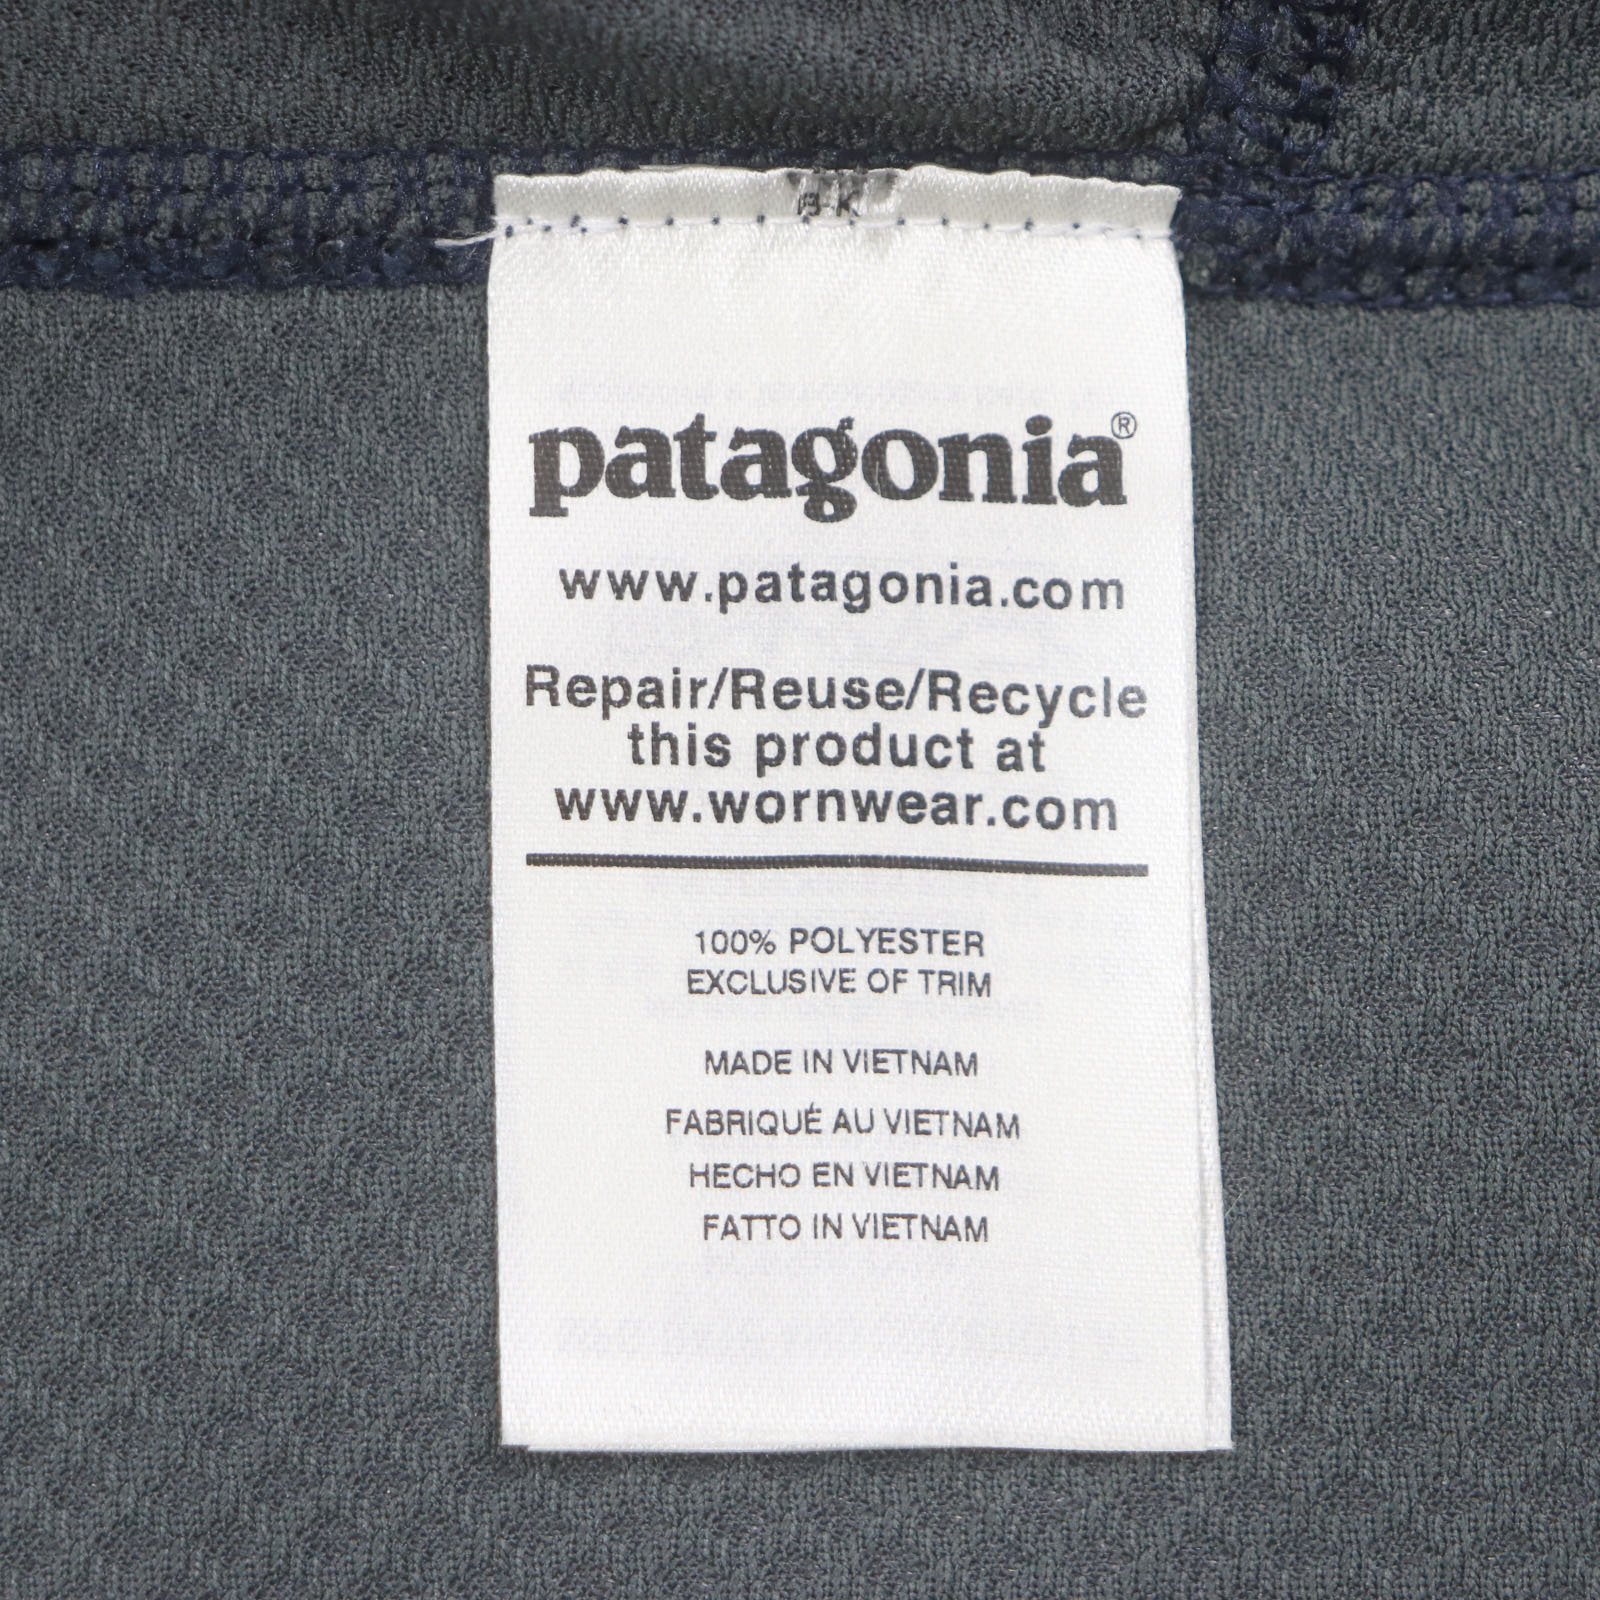 patagonia®
www.patagonia.com
Repair/Reuse/Recycle
this product at
www.wornwear.com
100% POLYESTER
EXCLUSIVE OF TRIM
MADE IN VIETNAM
FABRIQUÉ AU VIETNAM
HECHO EN VIETNAM
FATTO IN VIETNAM